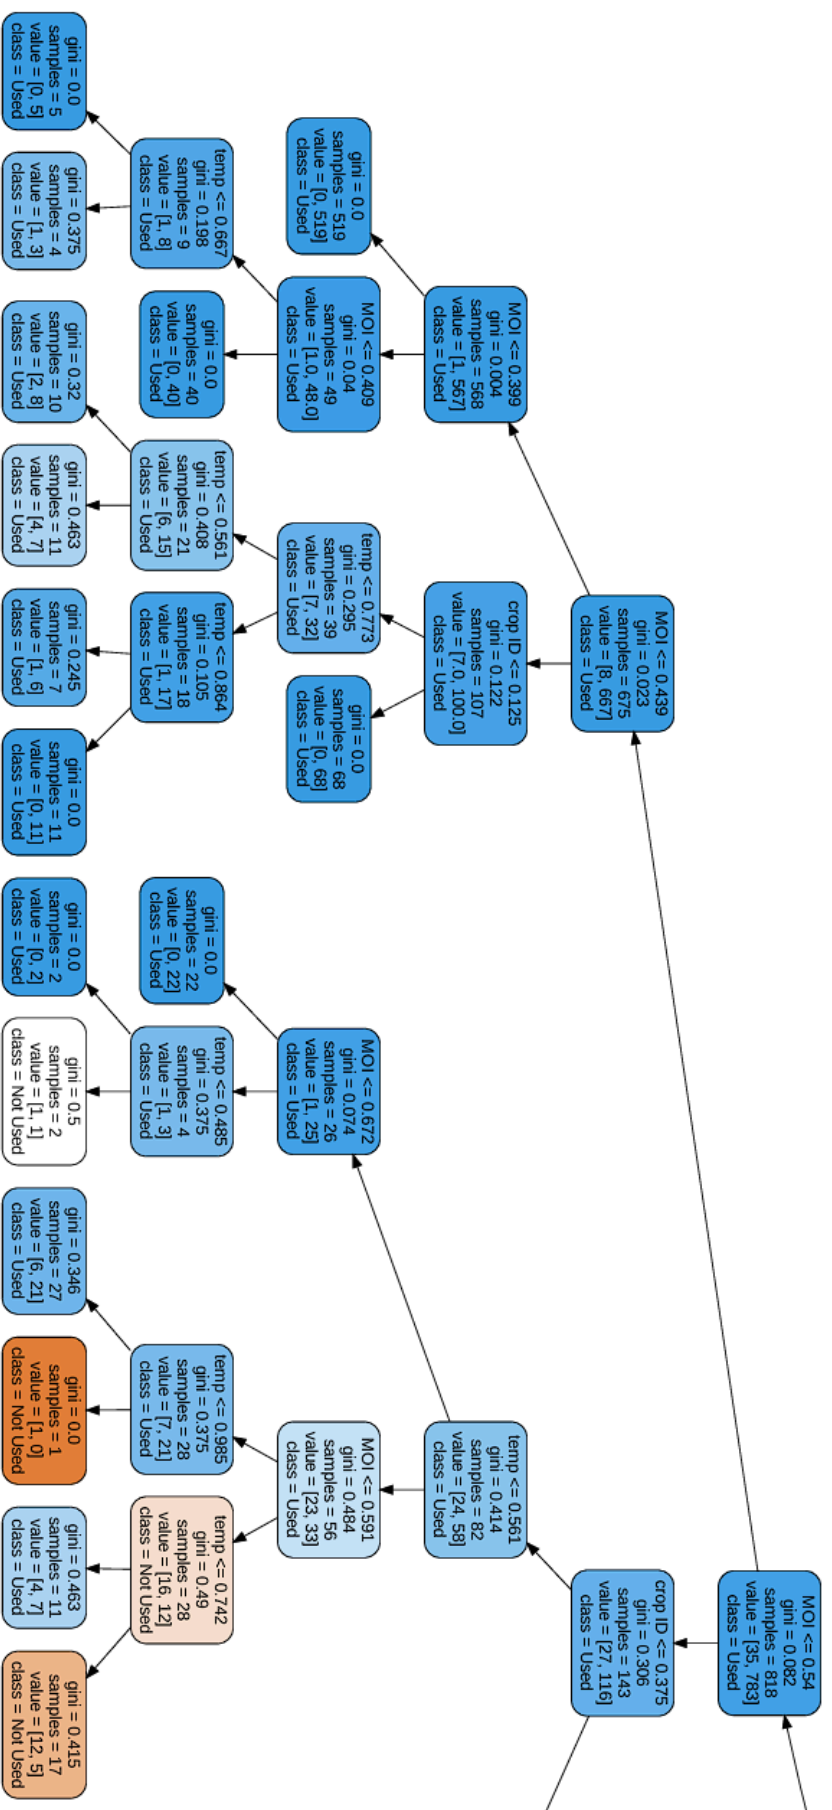 MOI <= 0.54
gini = 0.082
samples = 818
value = [35, 783]
class = Used
MOI <= 0.439
gini = 0.023
samples = 675
value = [8, 667]
class = Used
crop ID <= 0.375
gini = 0.306
samples = 143
value = [27, 116]
class = Used
MOI <= 0.399
gini = 0.004
samples = 568
value = [1, 567]
class = Used
crop ID <= 0.125
gini = 0.122
samples = 107
value = [7.0, 100.0]
class = Used
temp <= 0.561
gini = 0.414
samples = 82
value = [24, 58]
class = Used
gini = 0.0
samples = 519
value = [0, 519]
class = Used
MOI <= 0.409
gini = 0.04
samples = 49
value = [1.0, 48.0]
class = Used
temp <= 0.773
gini = 0.295
samples = 39
value = [7, 32]
class = Used
gini = 0.0
samples = 68
value = [0, 68]
class = Used
MOI <= 0.672
gini = 0.074
samples = 26
value = [1, 25]
class = Used
MOI <= 0.591
gini = 0.484
samples = 56
value = [23, 33]
class = Used
temp <= 0.667
gini = 0.198
samples = 9
value = [1, 8]
class = Used
gini = 0.0
samples = 40
value = [0, 40]
class = Used
temp <= 0.561
gini = 0.408
samples = 21
value = [6, 15]
class = Used
temp <= 0.864
gini = 0.105
samples = 18
value = [1, 17]
class = Used
gini = 0.0
samples = 22
value = [0, 22]
class = Used
temp <= 0.485
gini = 0.375
samples = 4
value = [1, 3]
class = Used
temp <= 0.985
gini = 0.375
samples = 28
value = [7, 21]
class = Used
temp <= 0.742
gini = 0.49
samples = 28
value = [16, 12]
class = Not Used
gini = 0.0
samples = 5
value = [0, 5]
class = Used
gini = 0.375
samples = 4
value = [1, 3]
class = Used
gini = 0.32
samples = 10
value = [2, 8]
class = Used
gini = 0.463
samples = 11
value = [4, 7]
class = Used
gini = 0.245
samples = 7
value = [1, 6]
class = Used
gini = 0.0
samples = 11
value = [0, 11]
class = Used
gini = 0.0
samples = 2
value = [0, 2]
class = Used
gini = 0.5
samples = 2
value = [1, 1]
class = Not Used
gini = 0.346
samples = 27
value = [6, 21]
class = Used
gini = 0.0
samples = 1
value = [1, 0]
class = Not Used
gini = 0.463
samples = 11
value = [4, 7]
class = Used
gini = 0.415
samples = 17
value = [12, 5]
class = Not Used